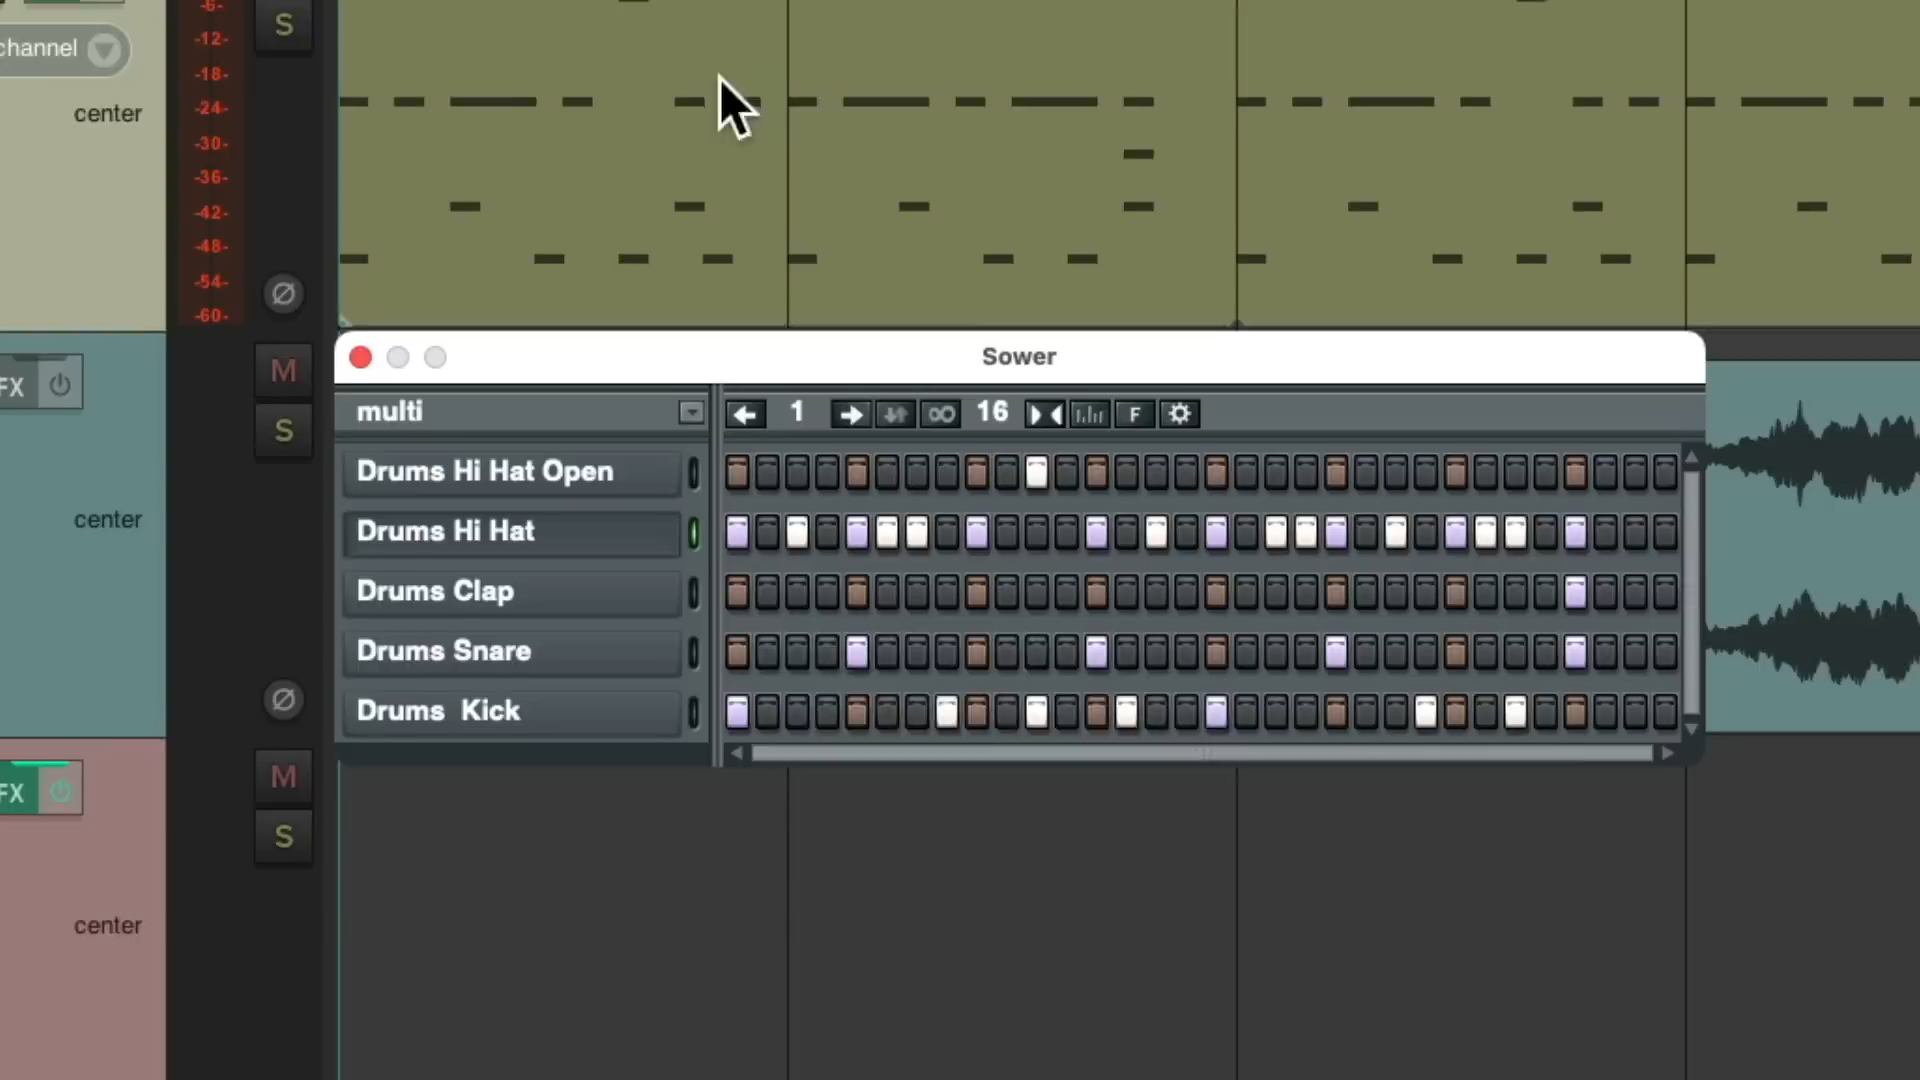 -6-
-12-
-18-
-24-
-30-
-36-
-42-
-48-
-54-
-60-
S
channel
center
Ø
Sower
multi
1
∞
16
F
Drums Hi Hat Open
Drums Hi Hat
Drums Clap
Drums Snare
Drums  Kick
FX
M
S
center
Ø
FX
M
S
center